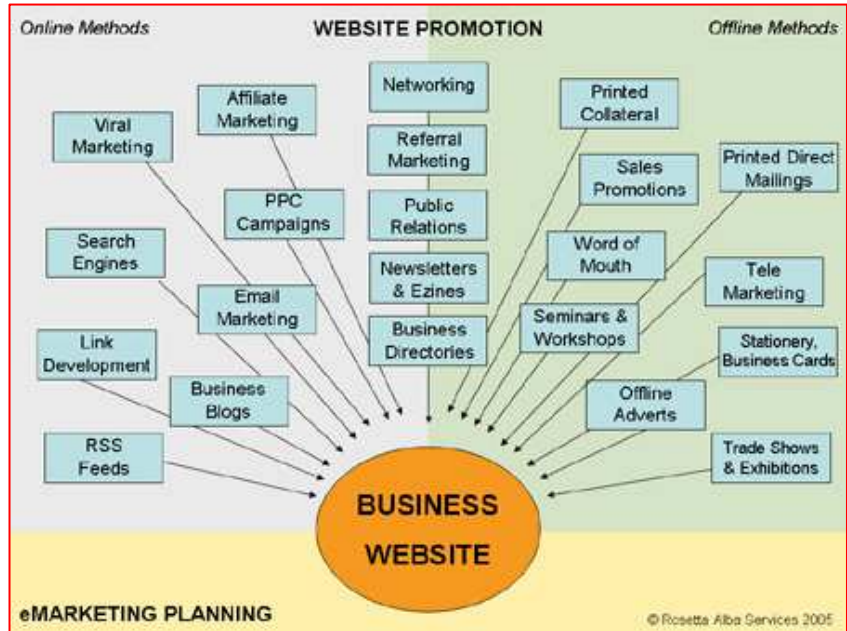 Online Methods
WEBSITE PROMOTION
Offline Methods
Viral
Marketing
Affiliate
Marketing
Networking
Printed
Collateral
Referral
Marketing
Sales
Promotions
Printed Direct
Mailings
PPC
Campaigns
Public
Relations
Word of
Mouth
Search
Engines
Newsletters
& Ezines
Tele
Marketing
Email
Marketing
Seminars &
Workshops
Link
Development
Business
Directories
Stationery,
Business Cards
Business
Blogs
Offline
Adverts
RSS
Feeds
Trade Shows
& Exhibitions
BUSINESS
WEBSITE
eMARKETING PLANNING
© Rosetta Alba Services 2005